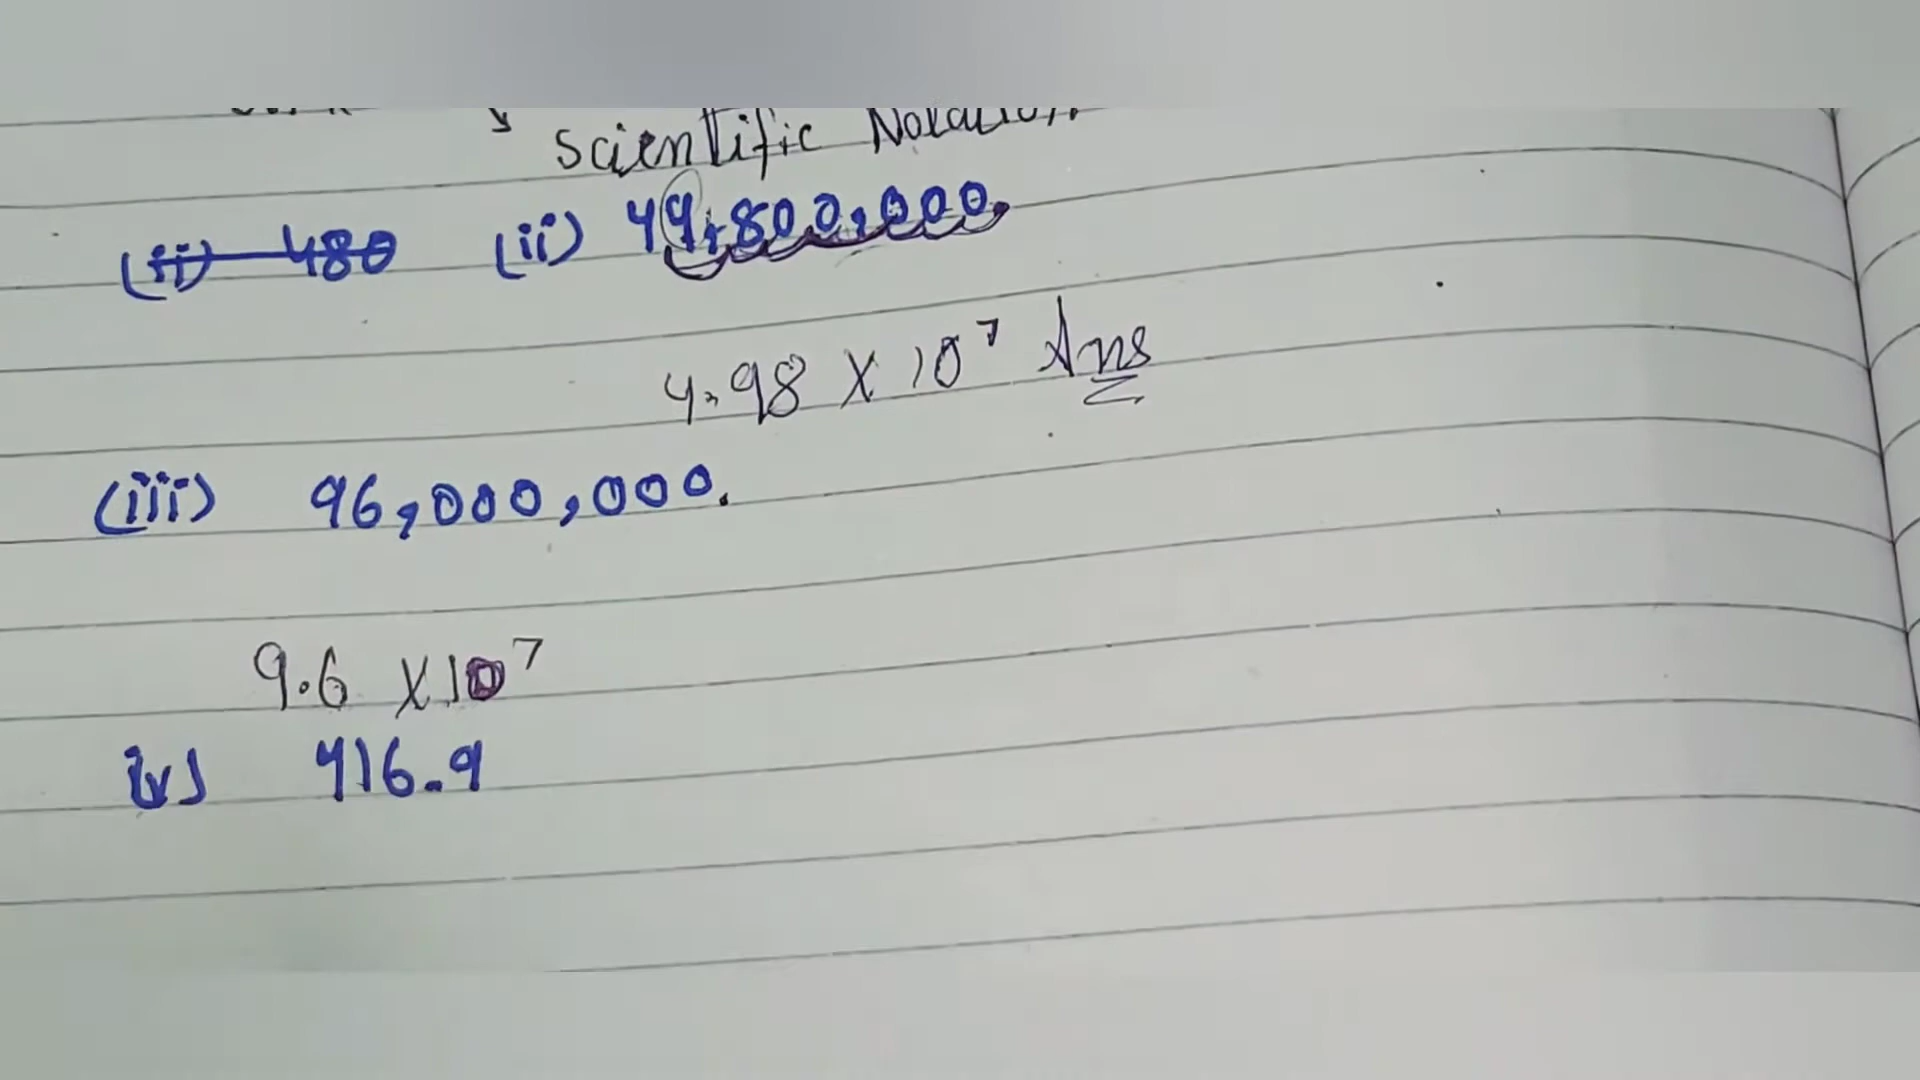 Scientific Notation
(ii) 480 (ii) 49,800,000.
4.98 X 10⁷ Ans
(iii) 96,000,000.
9.6 X 10⁷
iv) 416.9